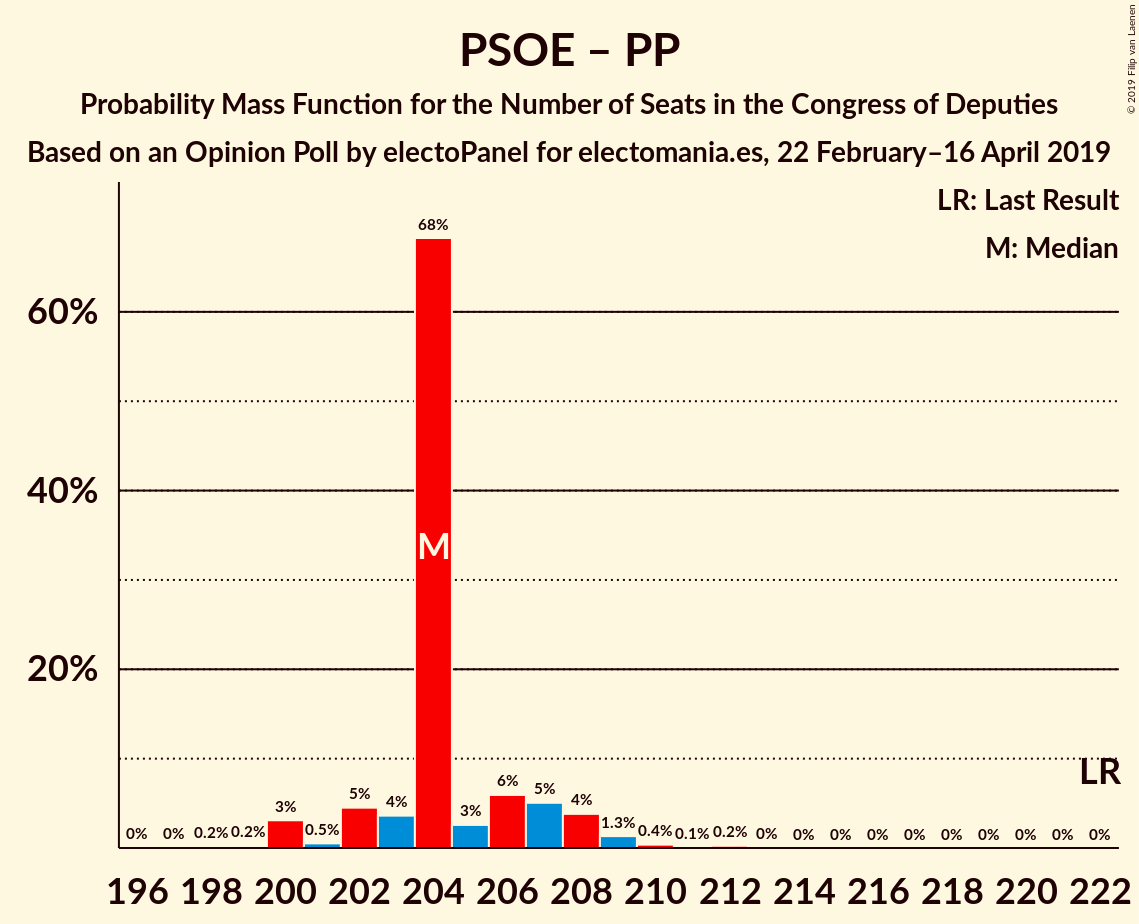 PSOE – PP
Probability Mass Function for the Number of Seats in the Congress of Deputies
Based on an Opinion Poll by electoPanel for electomania.es, 22 February–16 April 2019
© 2019 Filip van Laenen
LR: Last Result
M: Median
60%
40%
20%
0% 0% 0.2% 0.2% 3% 0.5% 5% 4% 68% 3% 6% 5% 4% 1.3% 0.4% 0.1% 0.2% 0% 0% 0% 0% 0% 0% 0% 0% 0% 0%
M
LR
196 198 200 202 204 206 208 210 212 214 216 218 220 222